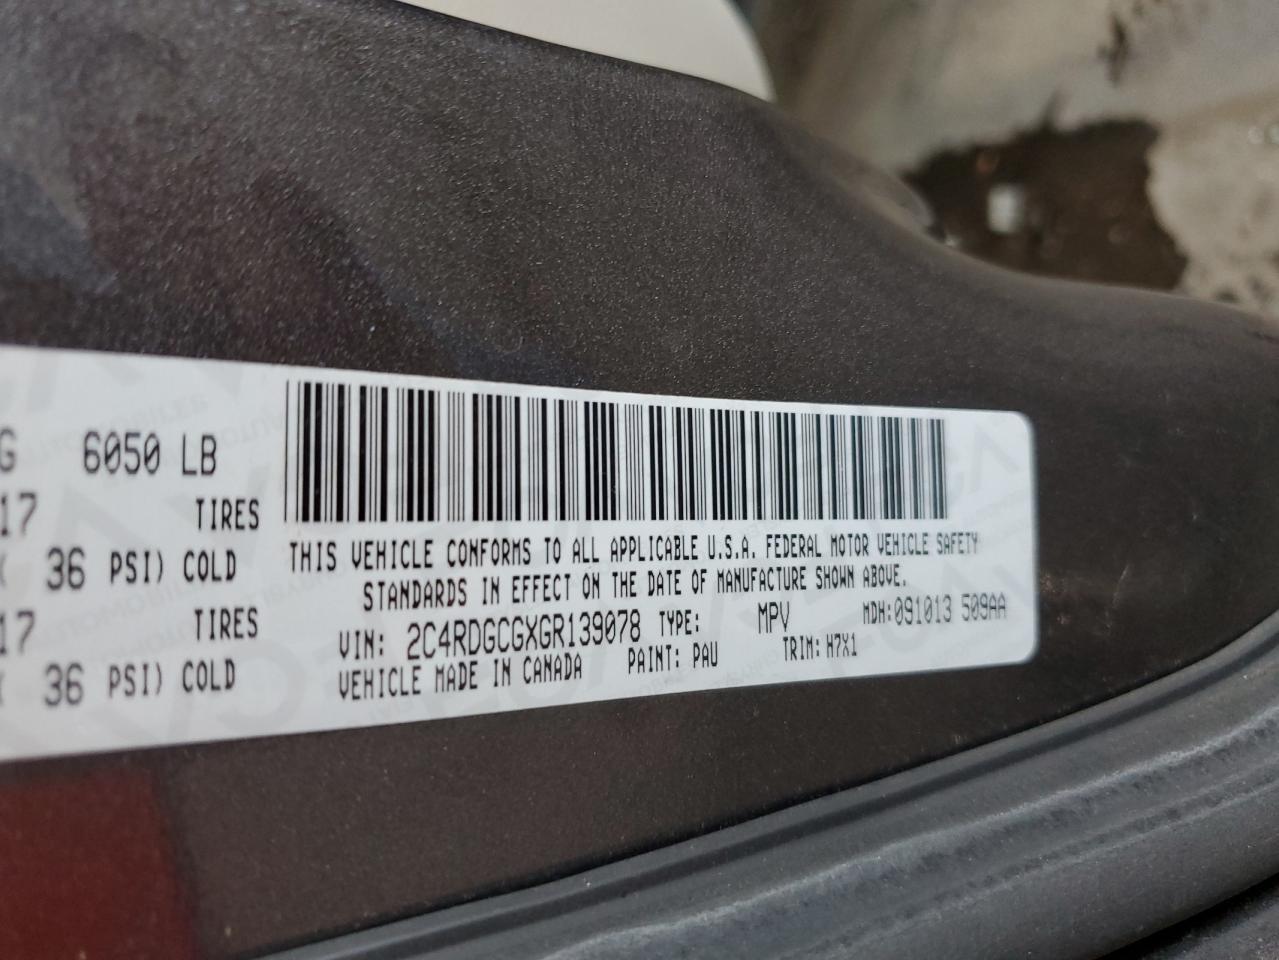 G 6050 LB
17 TIRES
36 PSI) COLD
17 TIRES
36 PSI) COLD
THIS VEHICLE CONFORMS TO ALL APPLICABLE U.S.A. FEDERAL MOTOR VEHICLE SAFETY
STANDARDS IN EFFECT ON THE DATE OF MANUFACTURE SHOWN ABOVE.
VIN: 2C4RDGCGXGR139078 TYPE: MPV MDH:091013 509AA
VEHICLE MADE IN CANADA PAINT: PAU TRIM: H7X1